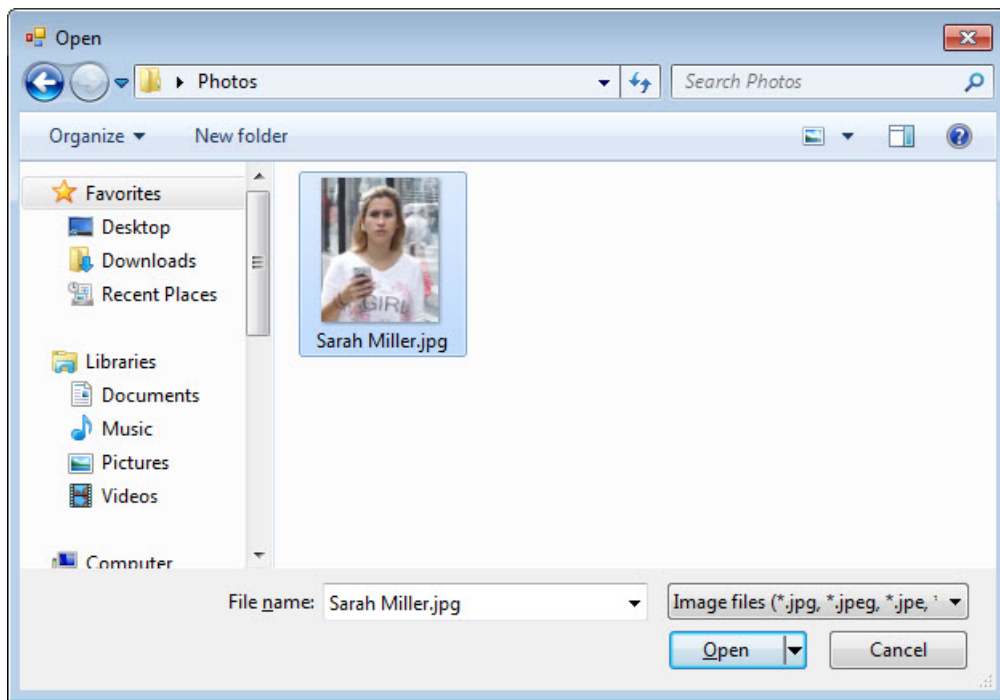 Open
Photos
Search Photos
Organize
New folder
Favorites
Desktop
Downloads
Recent Places
Libraries
Documents
Music
Pictures
Videos
Computer
GIRL
Sarah Miller.jpg
File name: Sarah Miller.jpg
Image files (*.jpg, *.jpeg, *.jpe,
Open
Cancel